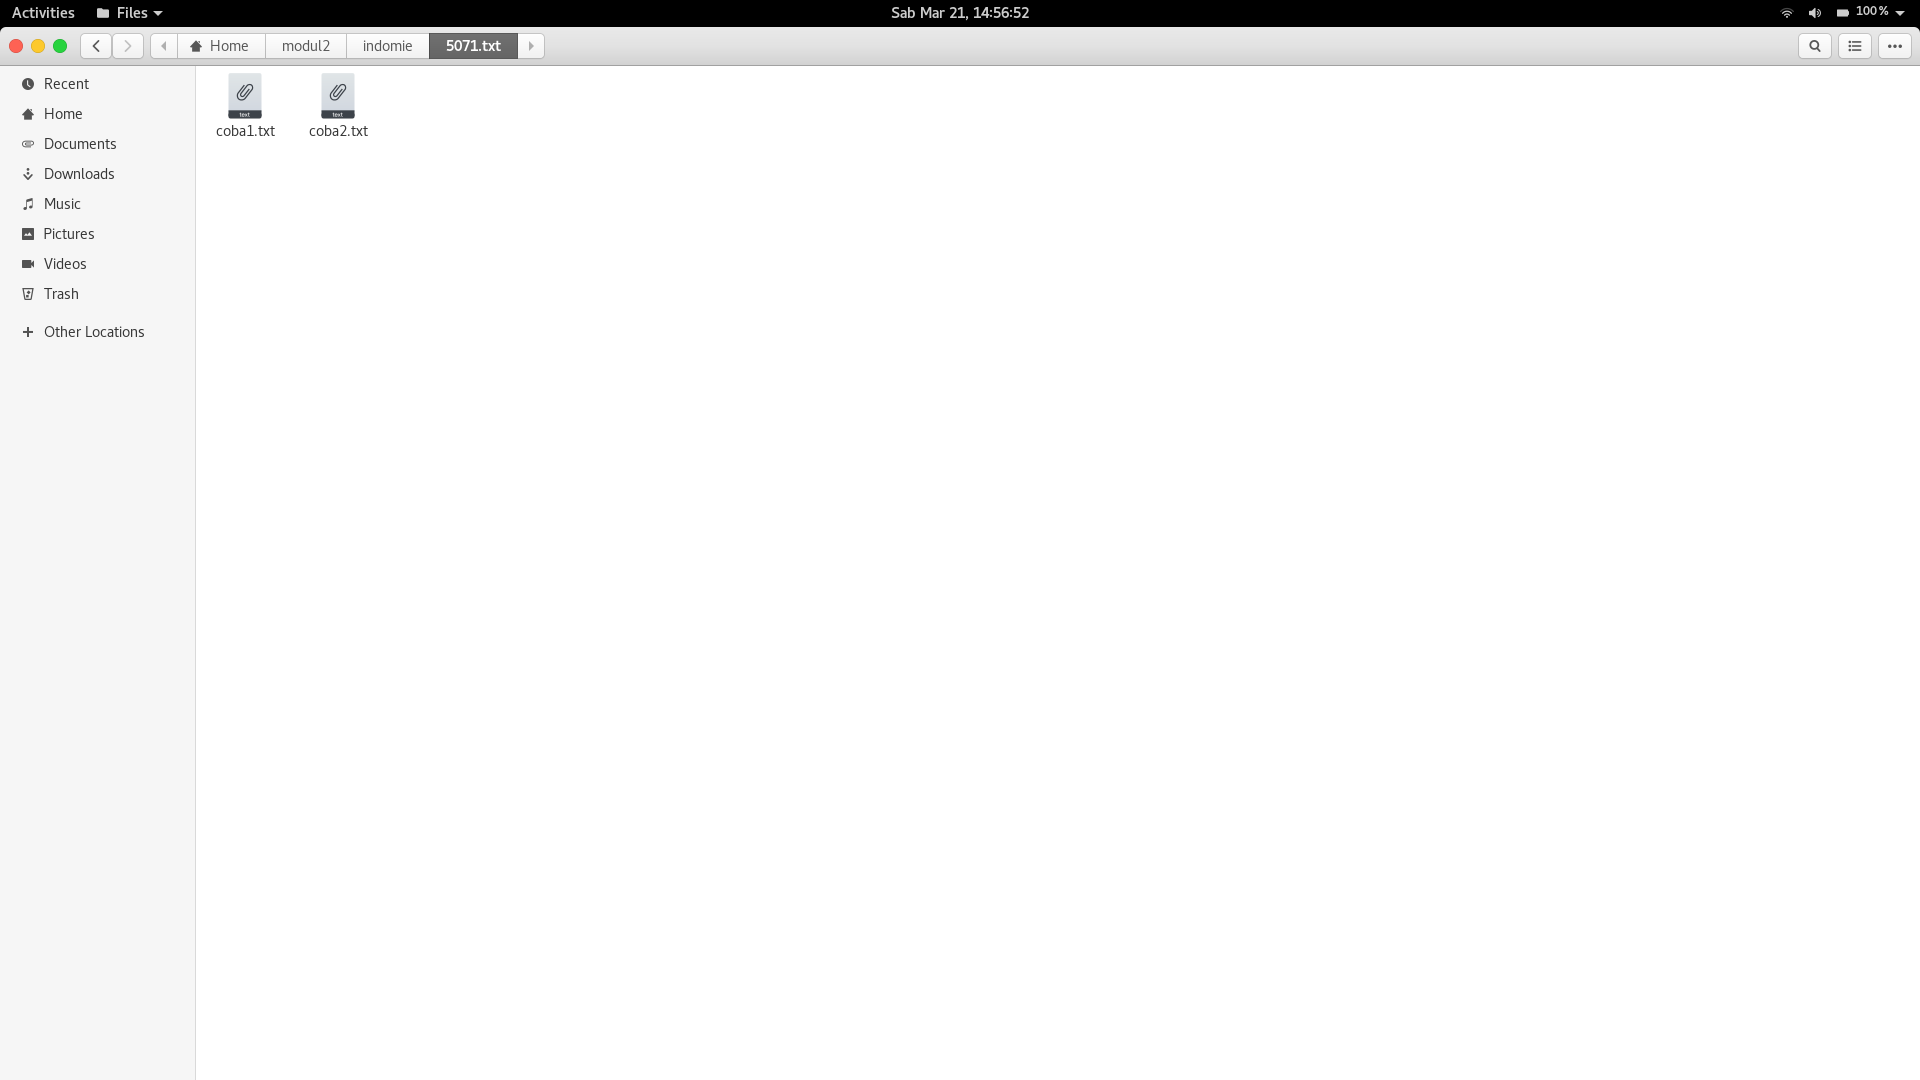 Activities Files Sab Mar 21, 14:56:52 100 %
Home modul2 indomie 5071.txt
Recent
Home
Documents
Downloads
Music
Pictures
Videos
Trash
Other Locations
text text
coba1.txt coba2.txt